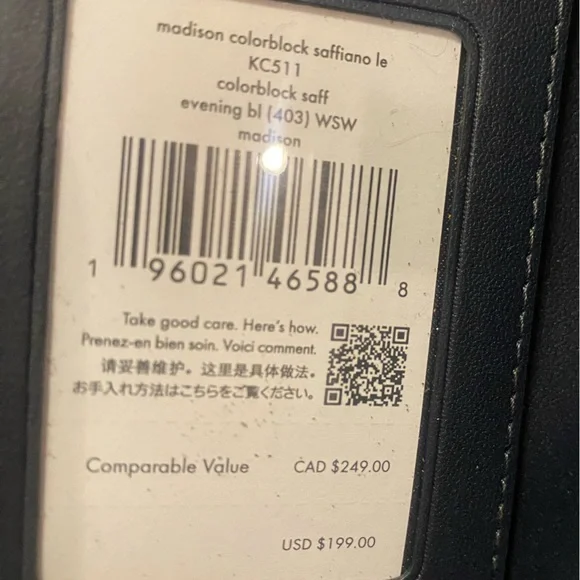 madison colorblock saffiano le
KC511
colorblock saff
evening bl (403) WSW
madison
1 96021 46588 8
Take good care. Here's how.
Prenez-en bien soin. Voici comment.
请妥善维护。这里是具体做法。
お手入れ方法はこちらをご覧ください。
Comparable Value CAD $249.00
USD $199.00